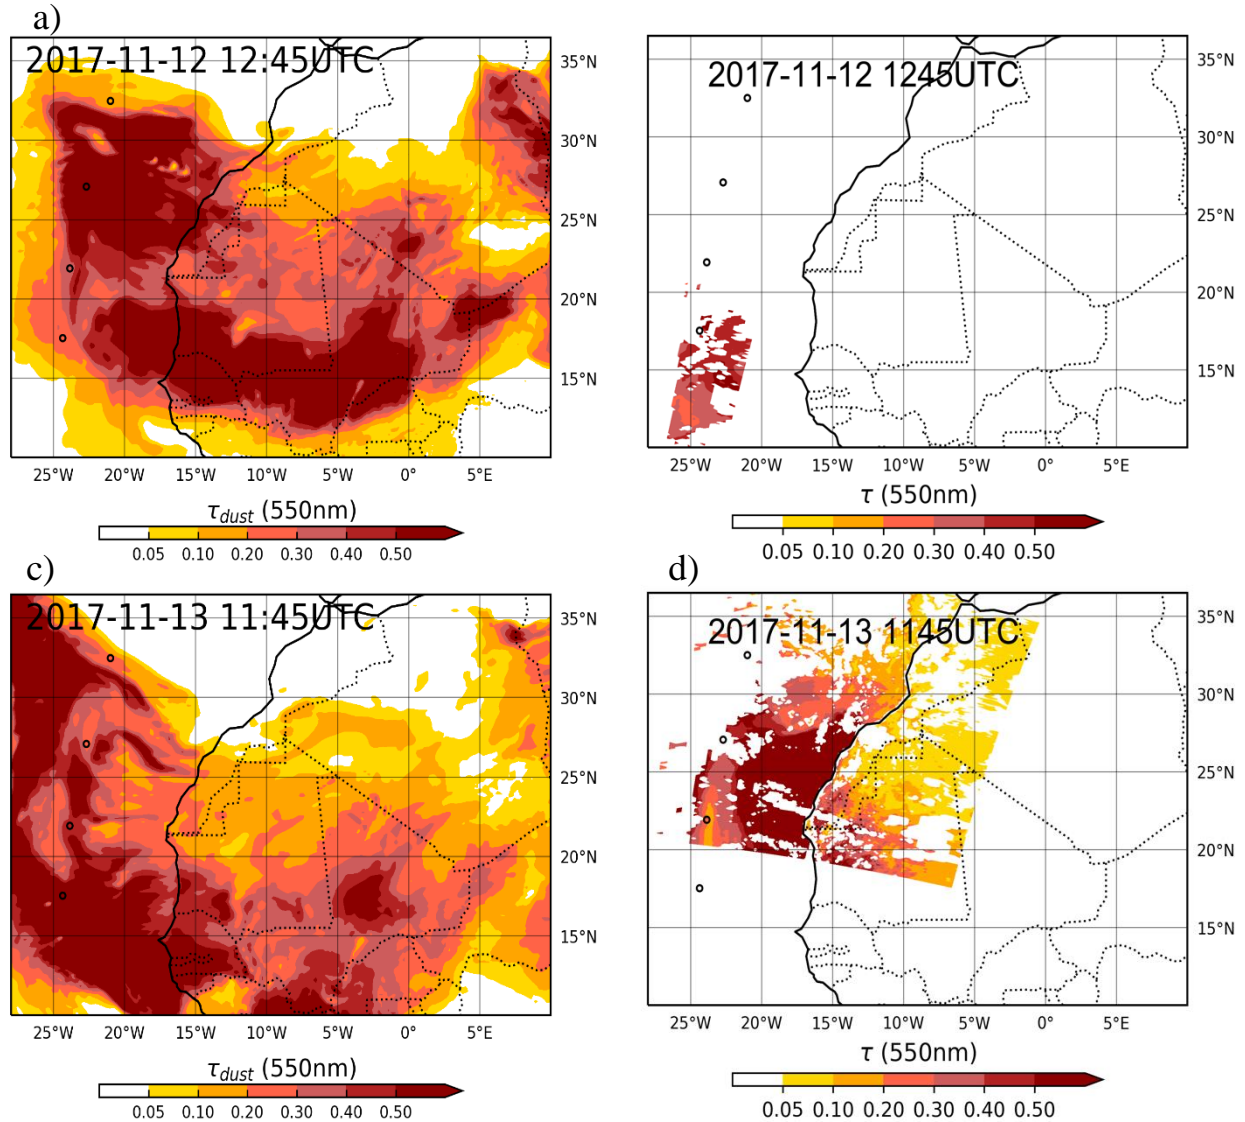 a)
2017-11-12 12:45UTC
35°N
30°N
25°N
20°N
15°N
25°W 20°W 15°W 10°W 5°W 0° 5°E
τdust (550nm)
0.05 0.10 0.20 0.30 0.40 0.50
2017-11-12 1245UTC
35°N
30°N
25°N
20°N
15°N
25°W 20°W 15°W 10°W 5°W 0° 5°E
τ (550nm)
0.05 0.10 0.20 0.30 0.40 0.50
c)
2017-11-13 11:45UTC
35°N
30°N
25°N
20°N
15°N
25°W 20°W 15°W 10°W 5°W 0° 5°E
τdust (550nm)
0.05 0.10 0.20 0.30 0.40 0.50
d)
2017-11-13 1145UTC
35°N
30°N
25°N
20°N
15°N
25°W 20°W 15°W 10°W 5°W 0° 5°E
τ (550nm)
0.05 0.10 0.20 0.30 0.40 0.50